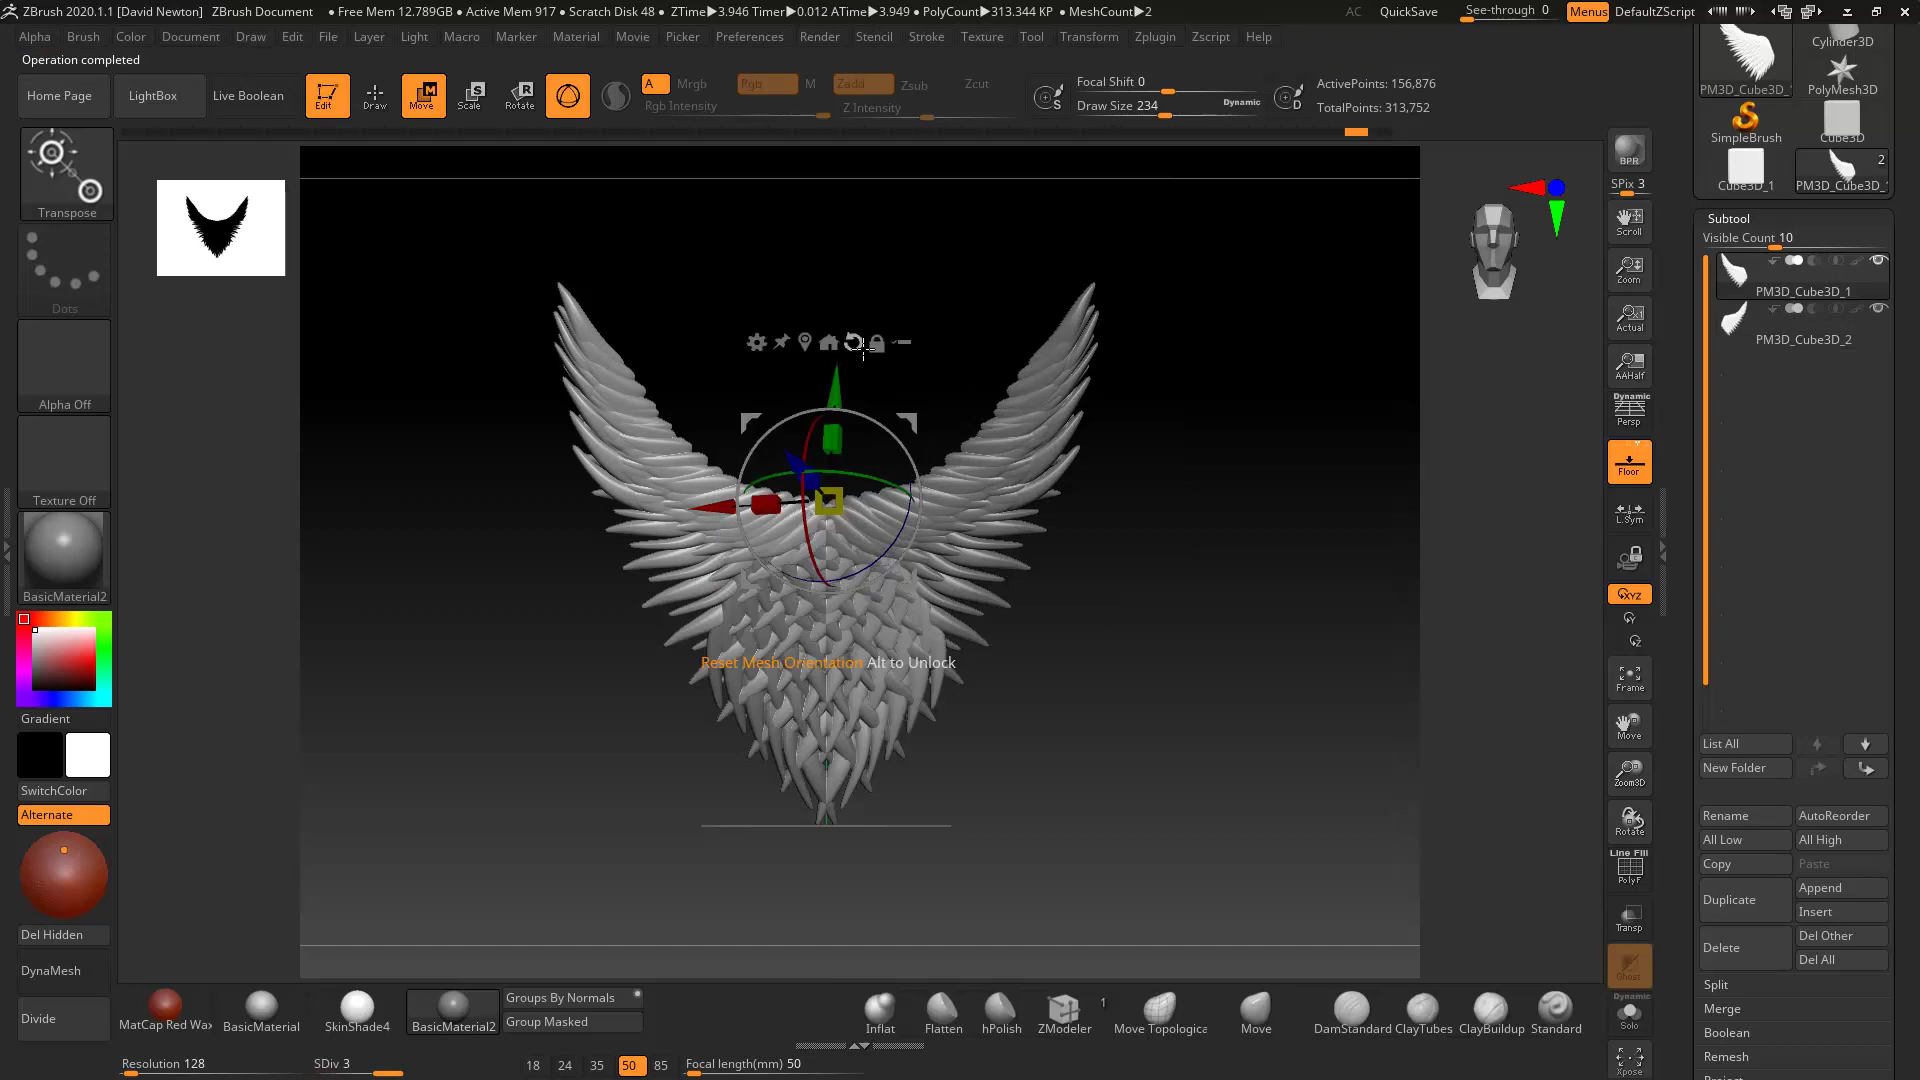 ZBrush 2020.1.1 [David Newton] ZBrush Document • Free Mem 12.789GB • Active Mem 917 • Scratch Disk 48 • ZTime▶3.946 Timer▶0.012 ATime▶3.949 • PolyCount▶313.344 KP • MeshCount▶2
AC QuickSave See-through 0 Menus DefaultZScript
Alpha Brush Color Document Draw Edit File Layer Light Macro Marker Material Movie Picker Preferences Render Stencil Stroke Texture Tool Transform Zplugin Zscript Help
Operation completed
Home Page LightBox Live Boolean Edit Draw Move Scale Rotate
A Mrgb Rgb M Zadd Zsub Zcut
Rgb Intensity Z Intensity
S Focal Shift 0
Draw Size 234 Dynamic D
ActivePoints: 156,876
TotalPoints: 313,752
Transpose
Dots
Alpha Off
Texture Off
BasicMaterial2
Gradient
SwitchColor
Alternate
Del Hidden
DynaMesh
Divide
Reset Mesh Orientation Alt to Unlock
BPR
SPix 3
Scroll
Zoom
Actual
AAHalf
Dynamic
Persp
Floor
L.Sym
XYZ
Y
Z
Frame
Move
Zoom3D
Rotate
Line Fill
PolyF
Transp
Ghost
Dynamic
Solo
Xpose
Cylinder3D
PM3D_Cube3D_ PolyMesh3D
SimpleBrush Cube3D
2
Cube3D_1 PM3D_Cube3D_
Subtool
Visible Count 10
PM3D_Cube3D_1
PM3D_Cube3D_2
List All
New Folder
Rename AutoReorder
All Low All High
Copy Paste
Duplicate Append
Insert
Delete Del Other
Del All
Split
Merge
Boolean
Remesh
MatCap Red Wax BasicMaterial SkinShade4 BasicMaterial2
Groups By Normals
Group Masked
1
Inflat Flatten hPolish ZModeler Move Topologica Move DamStandard ClayTubes ClayBuildup Standard
Resolution 128 SDiv 3 18 24 35 50 85 Focal length(mm) 50